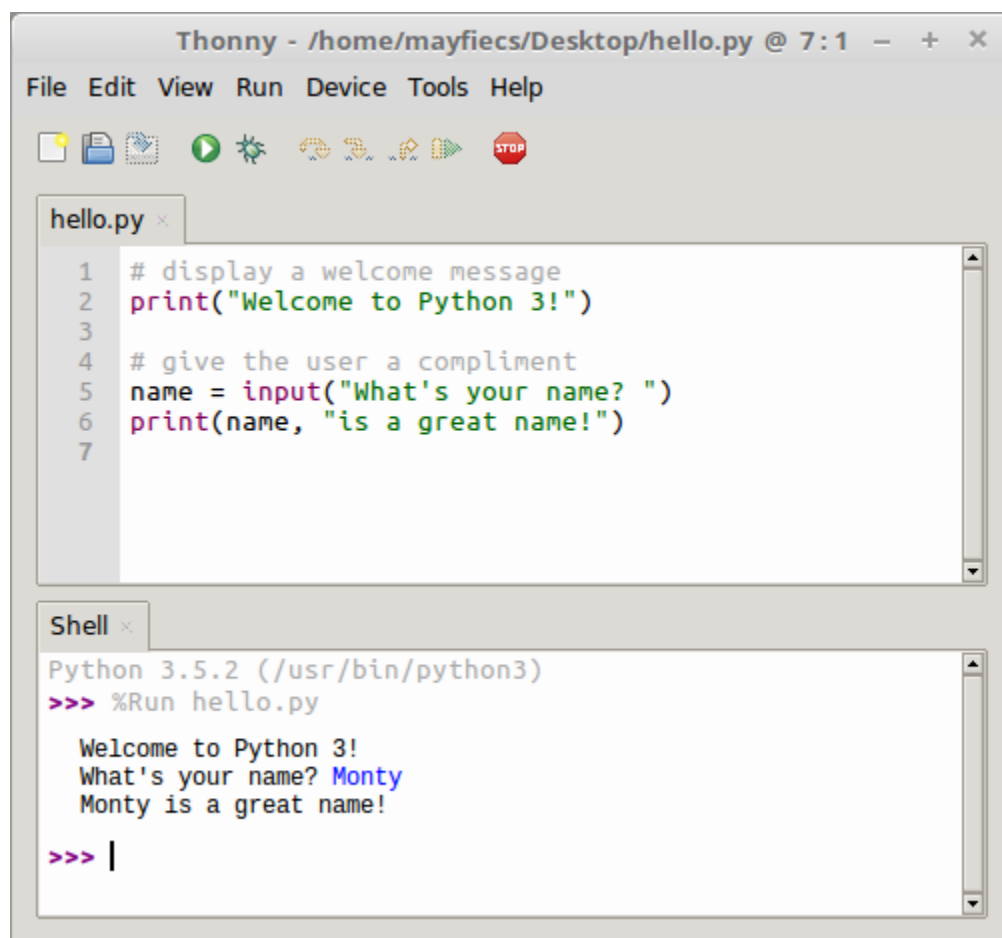 Thonny - /home/mayfiecs/Desktop/hello.py @ 7:1
File Edit View Run Device Tools Help
STOP
hello.py
1 # display a welcome message
2 print("Welcome to Python 3!")
3
4 # give the user a compliment
5 name = input("What's your name? ")
6 print(name, "is a great name!")
7
Shell
Python 3.5.2 (/usr/bin/python3)
>>> %Run hello.py
Welcome to Python 3!
What's your name? Monty
Monty is a great name!
>>>